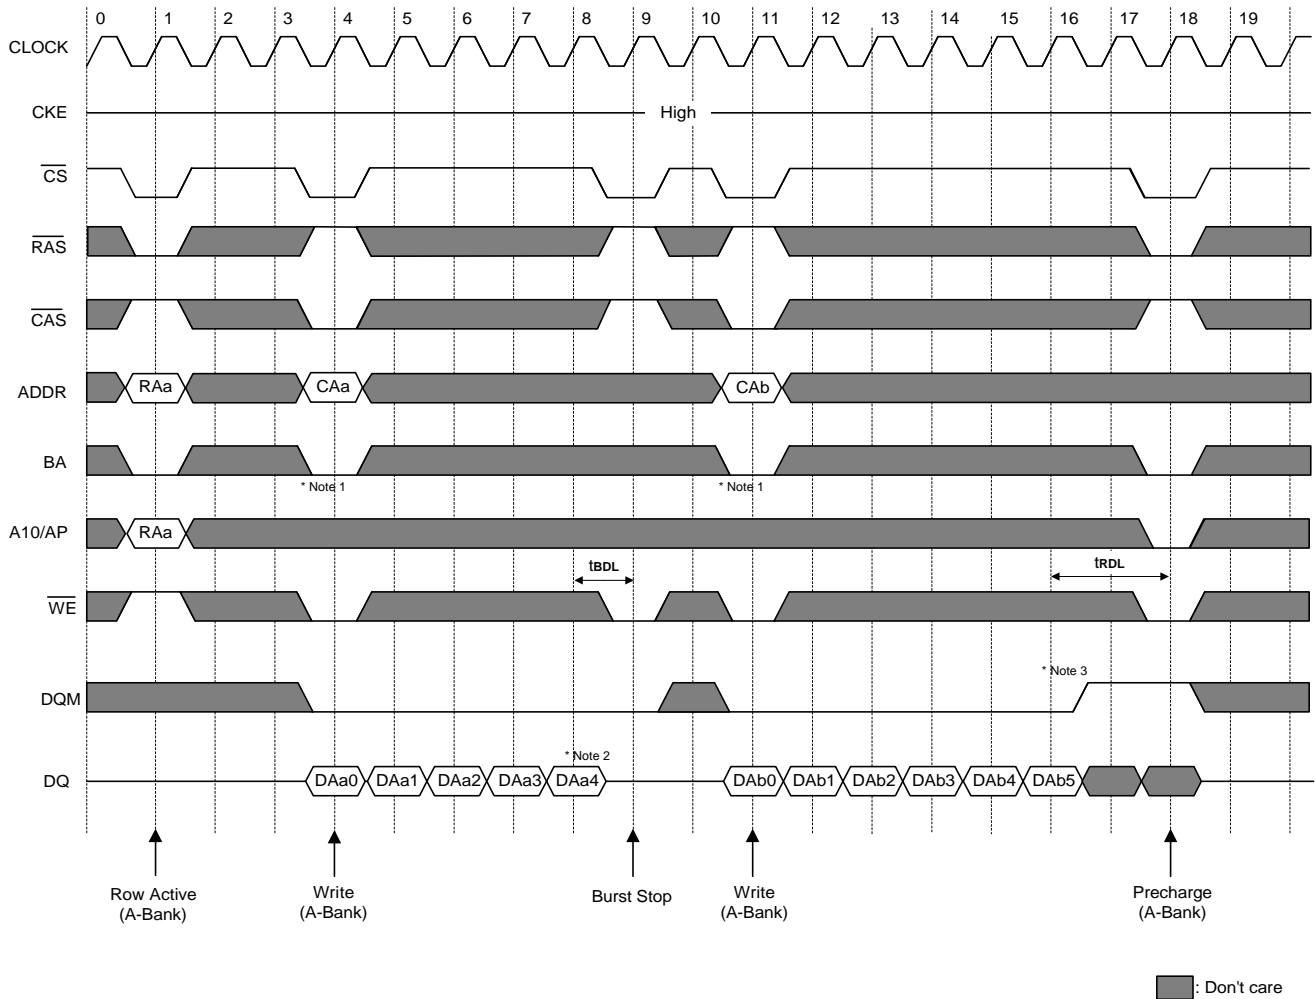 0 1 2 3 4 5 6 7 8 9 10 11 12 13 14 15 16 17 18 19
CLOCK
CKE High
CS
RAS
CAS
ADDR RAa CAa CAb
BA
* Note 1 * Note 1
A10/AP RAa
tBDL tRDL
WE
* Note 3
DQM
* Note 2
DQ DAa0 DAa1 DAa2 DAa3 DAa4 DAb0 DAb1 DAb2 DAb3 DAb4 DAb5
Row Active Write Burst Stop Write Precharge
(A-Bank) (A-Bank) (A-Bank) (A-Bank)
: Don't care